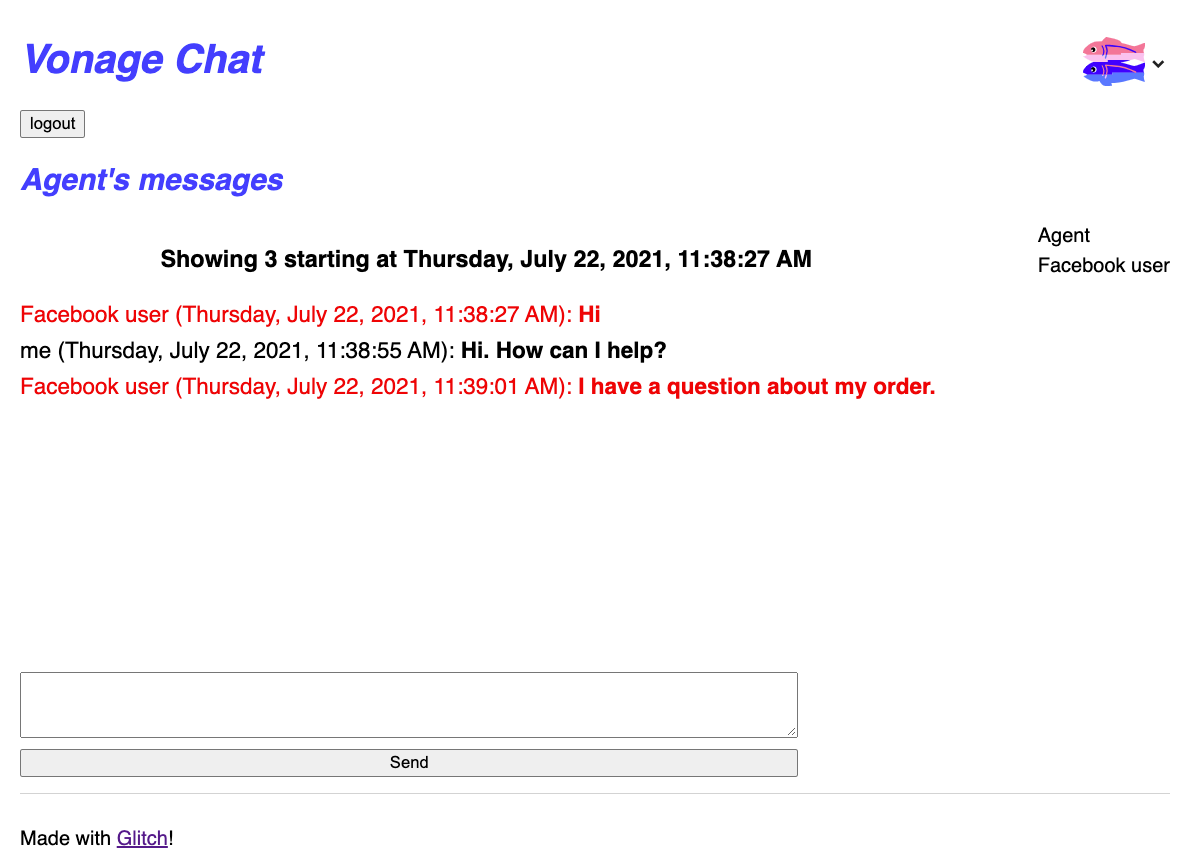 Vonage Chat
logout
Agent's messages
Showing 3 starting at Thursday, July 22, 2021, 11:38:27 AM
Agent
Facebook user
Facebook user (Thursday, July 22, 2021, 11:38:27 AM): Hi
me (Thursday, July 22, 2021, 11:38:55 AM): Hi. How can I help?
Facebook user (Thursday, July 22, 2021, 11:39:01 AM): I have a question about my order.
Send
Made with Glitch!